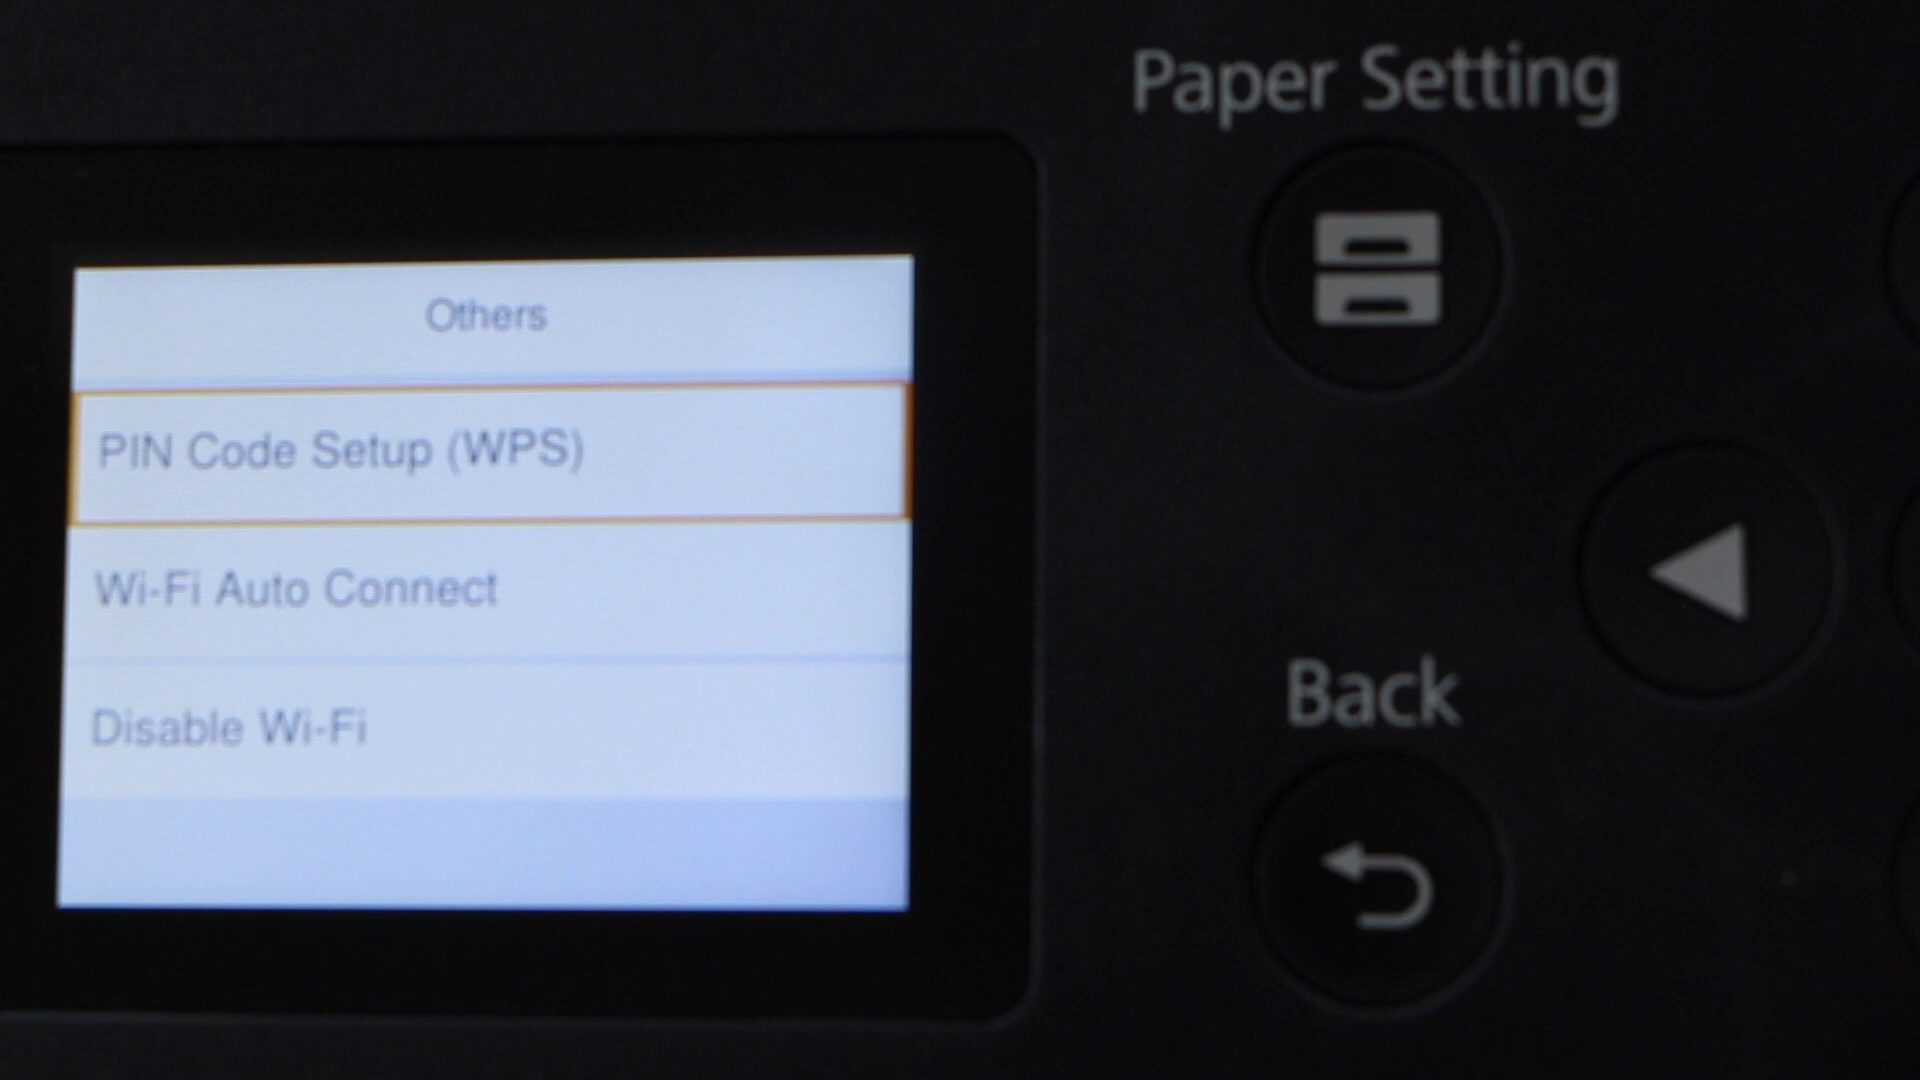 Paper Setting
Others
PIN Code Setup (WPS)
Wi-Fi Auto Connect
Disable Wi-Fi
Back